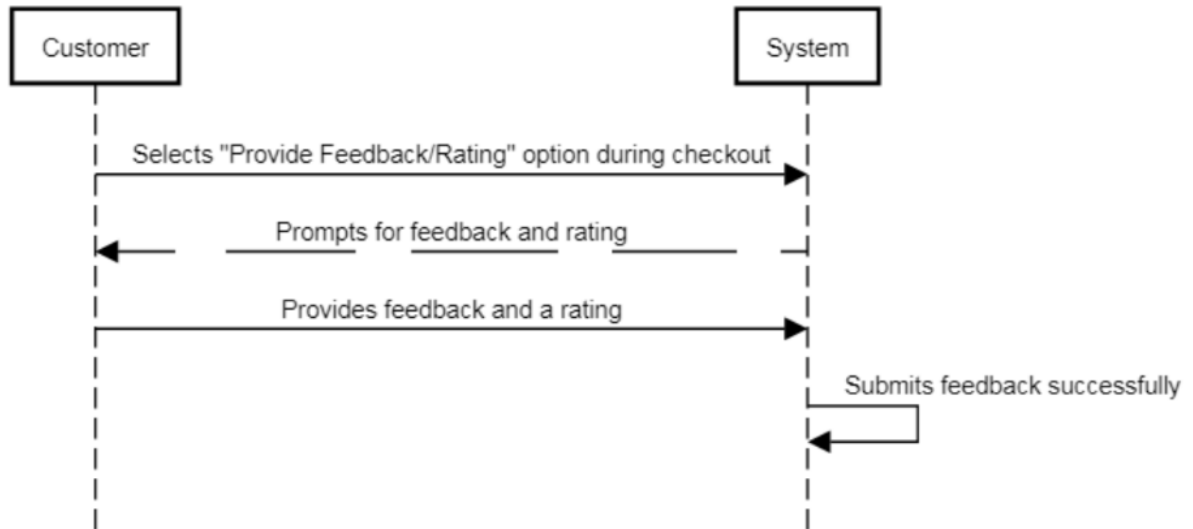 Customer
System
Selects "Provide Feedback/Rating" option during checkout
Prompts for feedback and rating
Provides feedback and a rating
Submits feedback successfully